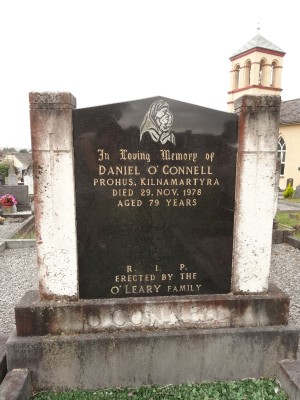 In Loving Memory of
DANIEL O'CONNELL
PROHUS, KILNAMARTYRA
DIED 29, NOV. 1978
AGED 79 YEARS
R. I. P.
ERECTED BY THE
O'LEARY FAMILY
O'CONNELL